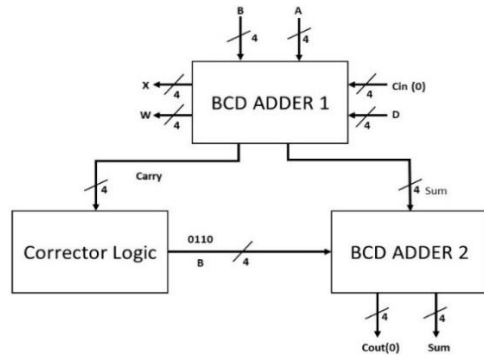 B A
4 4
X 4 BCD ADDER 1 4 Cin (0)
W 4 4 D
Carry
4 4 Sum
Corrector Logic 0110 BCD ADDER 2
B 4
4 4
Cout(0) Sum